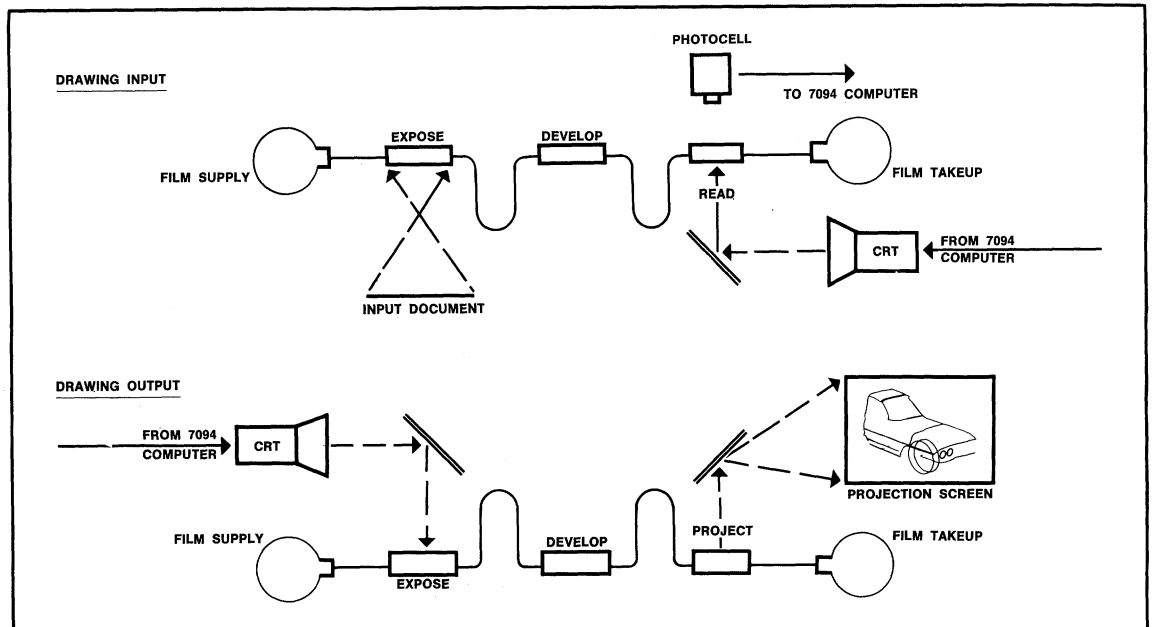 PHOTOCELL
DRAWING INPUT
TO 7094 COMPUTER
EXPOSE
DEVELOP
FILM SUPPLY
FILM TAKEUP
READ
CRT
FROM 7094
COMPUTER
INPUT DOCUMENT
DRAWING OUTPUT
FROM 7094
COMPUTER
CRT
PROJECTION SCREEN
FILM SUPPLY
DEVELOP
PROJECT
FILM TAKEUP
EXPOSE